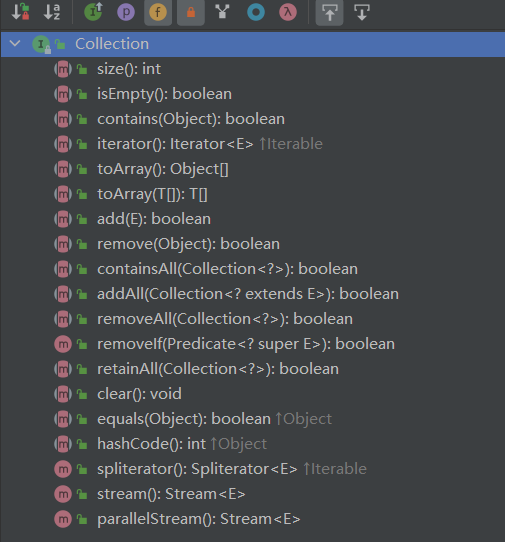 Collection
size(): int
isEmpty(): boolean
contains(Object): boolean
iterator(): Iterator<E> ↑Iterable
toArray(): Object[]
toArray(T[]): T[]
add(E): boolean
remove(Object): boolean
containsAll(Collection<?>): boolean
addAll(Collection<? extends E>): boolean
removeAll(Collection<?>): boolean
removeIf(Predicate<? super E>): boolean
retainAll(Collection<?>): boolean
clear(): void
equals(Object): boolean ↑Object
hashCode(): int ↑Object
spliterator(): Spliterator<E> ↑Iterable
stream(): Stream<E>
parallelStream(): Stream<E>